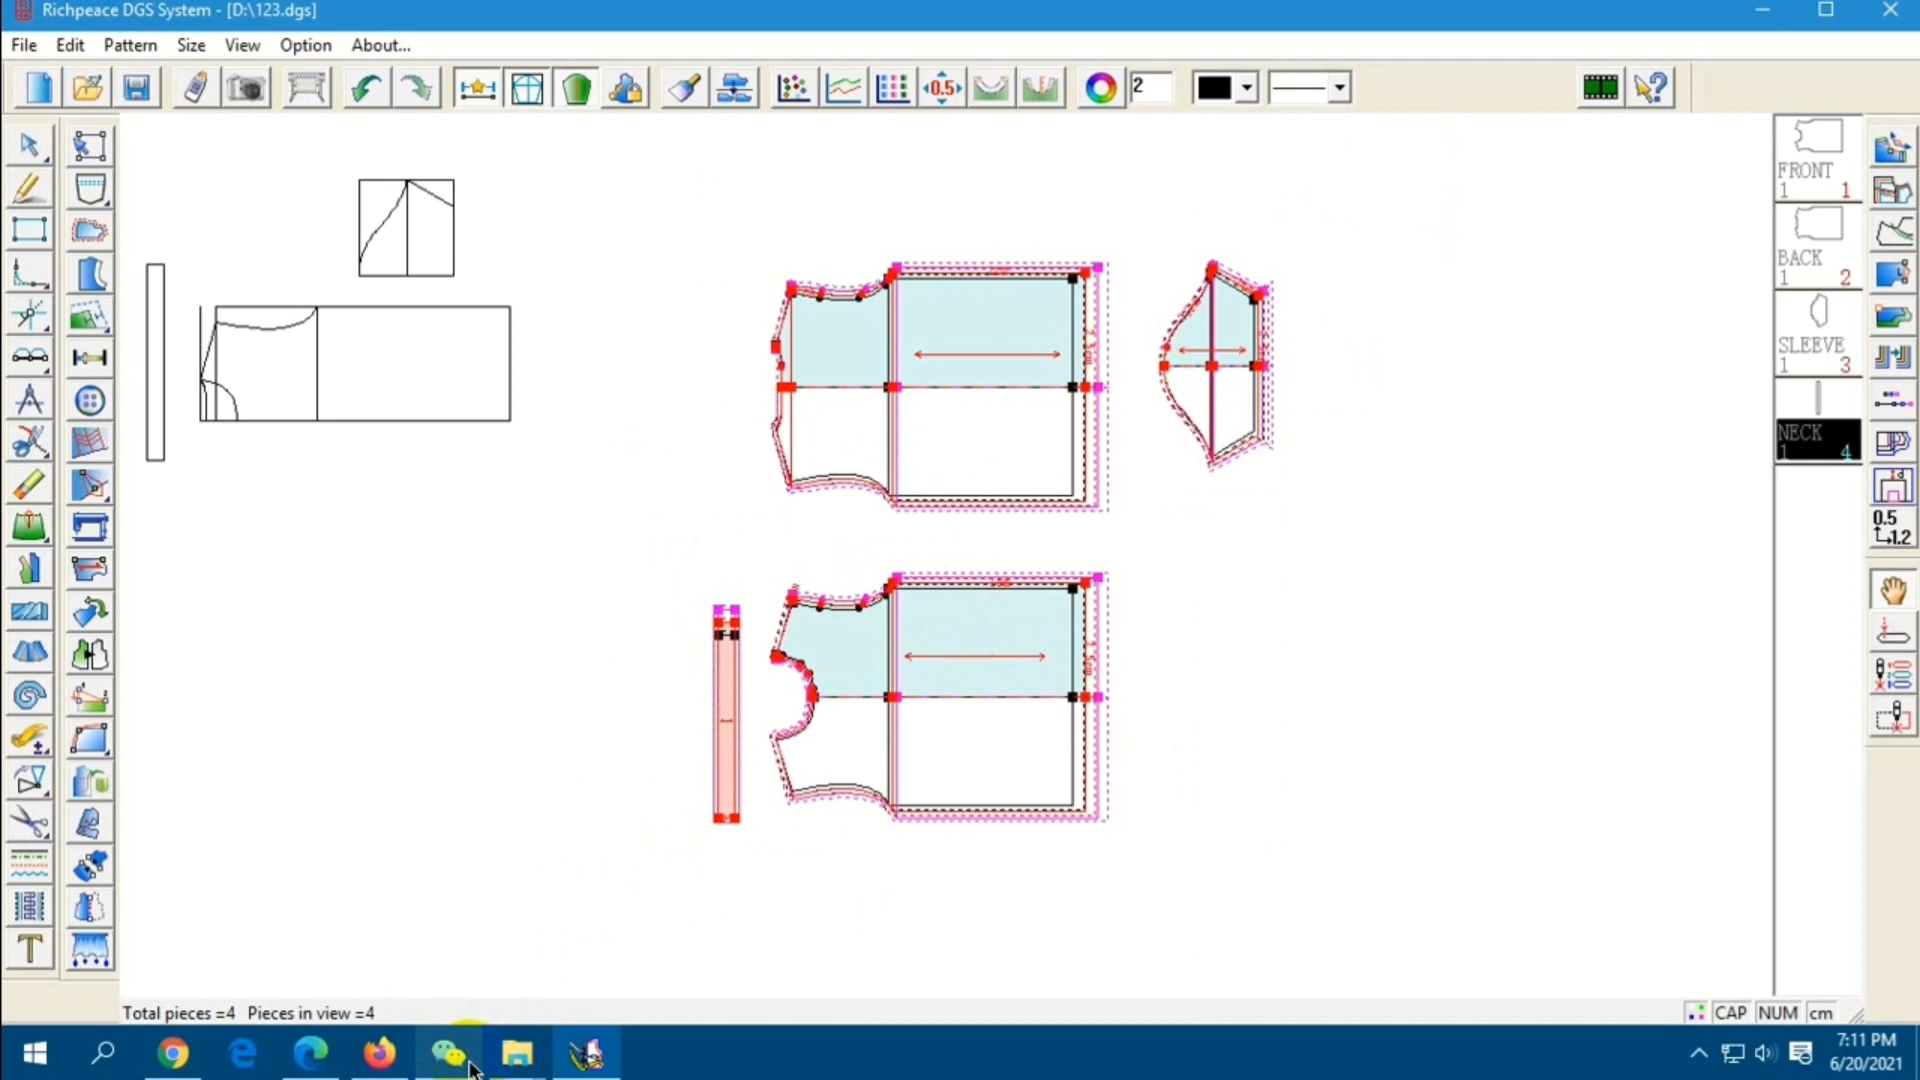 Richpeace DGS System - [D:\123.dgs]
File Edit Pattern Size View Option About...
0.5
2
FRONT
1 1
BACK
1 2
SLEEVE
1 3
NECK
1 4
0.5
1.2
T
Total pieces =4 Pieces in view =4
CAP NUM cm
7:11 PM
6/20/2021